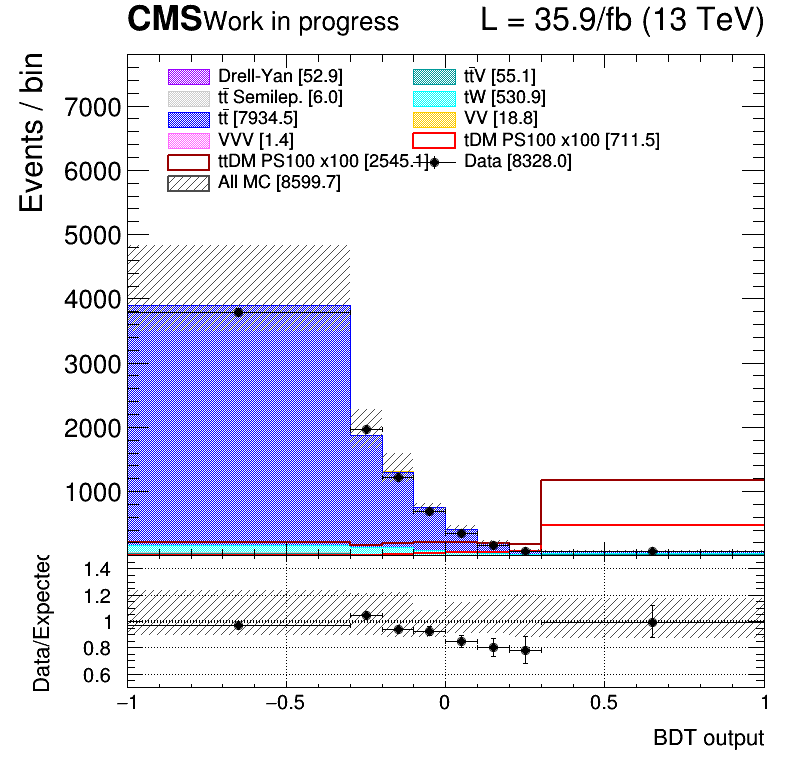 CMS Work in progress L = 35.9/fb (13 TeV)
Events / bin
Drell-Yan [52.9] tt̄V [55.1]
tt̄ Semilep. [6.0] tW [530.9]
tt̄ [7934.5] VV [18.8]
VVV [1.4] tDM PS100 x100 [711.5]
ttDM PS100 x100 [2545.1] Data [8328.0]
All MC [8599.7]
7000
6000
5000
4000
3000
2000
1000
Data/Expected
1.4
1.2
1
0.8
0.6
−1 −0.5 0 0.5 1
BDT output